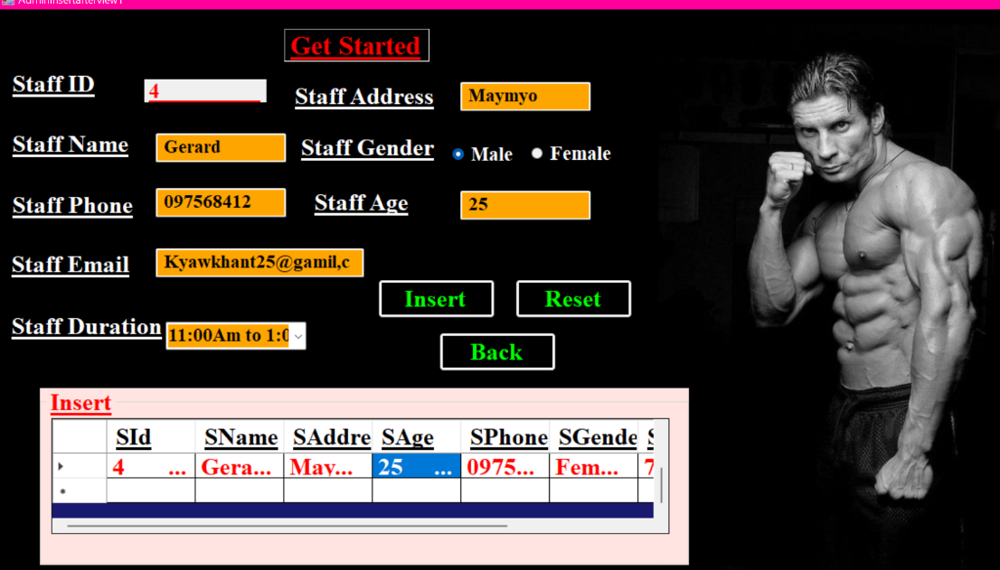 AdminInsertafterview1
Get Started
Staff ID
4
Staff Address
Maymyo
Staff Name
Gerard
Staff Gender
Male
Female
Staff Phone
097568412
Staff Age
25
Staff Email
Kyawkhant25@gamil,c
Insert
Reset
Staff Duration
11:00Am to 1:0
Back
Insert
SId SName SAddre SAge SPhone SGende S
4 ... Gera... May... 25 ... 0975... Fem... 7